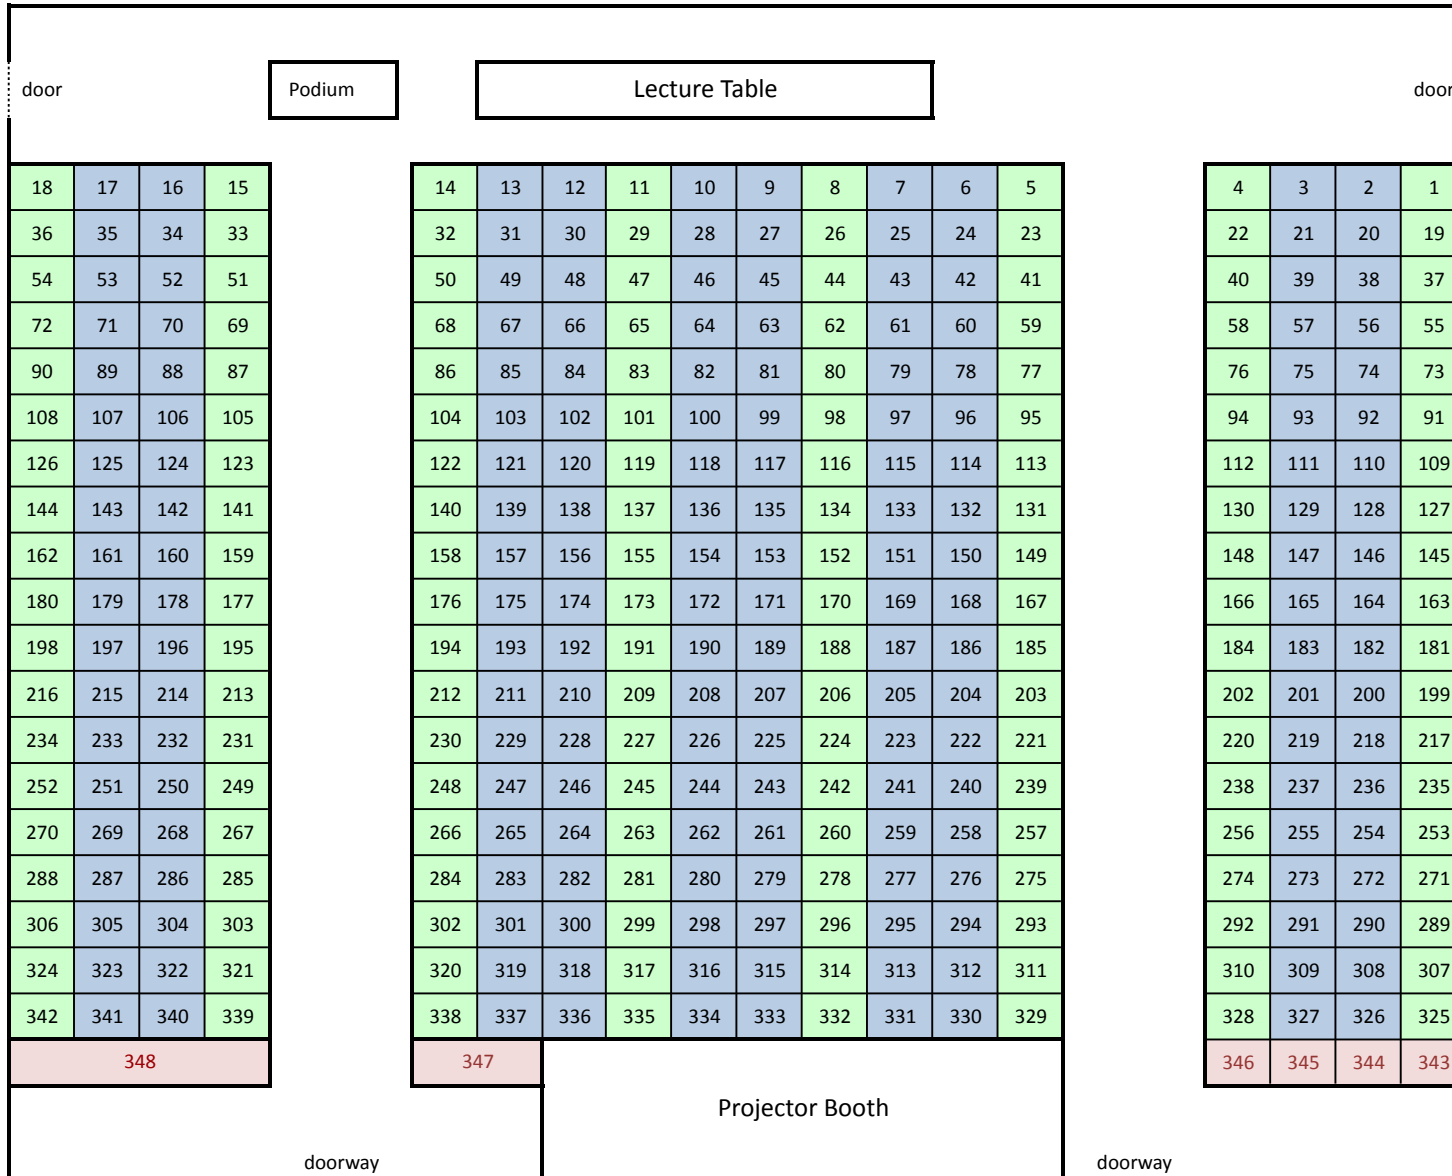 door Podium Lecture Table door
18 17 16 15 14 13 12 11 10 9 8 7 6 5 4 3 2 1
36 35 34 33 32 31 30 29 28 27 26 25 24 23 22 21 20 19
54 53 52 51 50 49 48 47 46 45 44 43 42 41 40 39 38 37
72 71 70 69 68 67 66 65 64 63 62 61 60 59 58 57 56 55
90 89 88 87 86 85 84 83 82 81 80 79 78 77 76 75 74 73
108 107 106 105 104 103 102 101 100 99 98 97 96 95 94 93 92 91
126 125 124 123 122 121 120 119 118 117 116 115 114 113 112 111 110 109
144 143 142 141 140 139 138 137 136 135 134 133 132 131 130 129 128 127
162 161 160 159 158 157 156 155 154 153 152 151 150 149 148 147 146 145
180 179 178 177 176 175 174 173 172 171 170 169 168 167 166 165 164 163
198 197 196 195 194 193 192 191 190 189 188 187 186 185 184 183 182 181
216 215 214 213 212 211 210 209 208 207 206 205 204 203 202 201 200 199
234 233 232 231 230 229 228 227 226 225 224 223 222 221 220 219 218 217
252 251 250 249 248 247 246 245 244 243 242 241 240 239 238 237 236 235
270 269 268 267 266 265 264 263 262 261 260 259 258 257 256 255 254 253
288 287 286 285 284 283 282 281 280 279 278 277 276 275 274 273 272 271
306 305 304 303 302 301 300 299 298 297 296 295 294 293 292 291 290 289
324 323 322 321 320 319 318 317 316 315 314 313 312 311 310 309 308 307
342 341 340 339 338 337 336 335 334 333 332 331 330 329 328 327 326 325
348 347 346 345 344 343
Projector Booth
doorway doorway